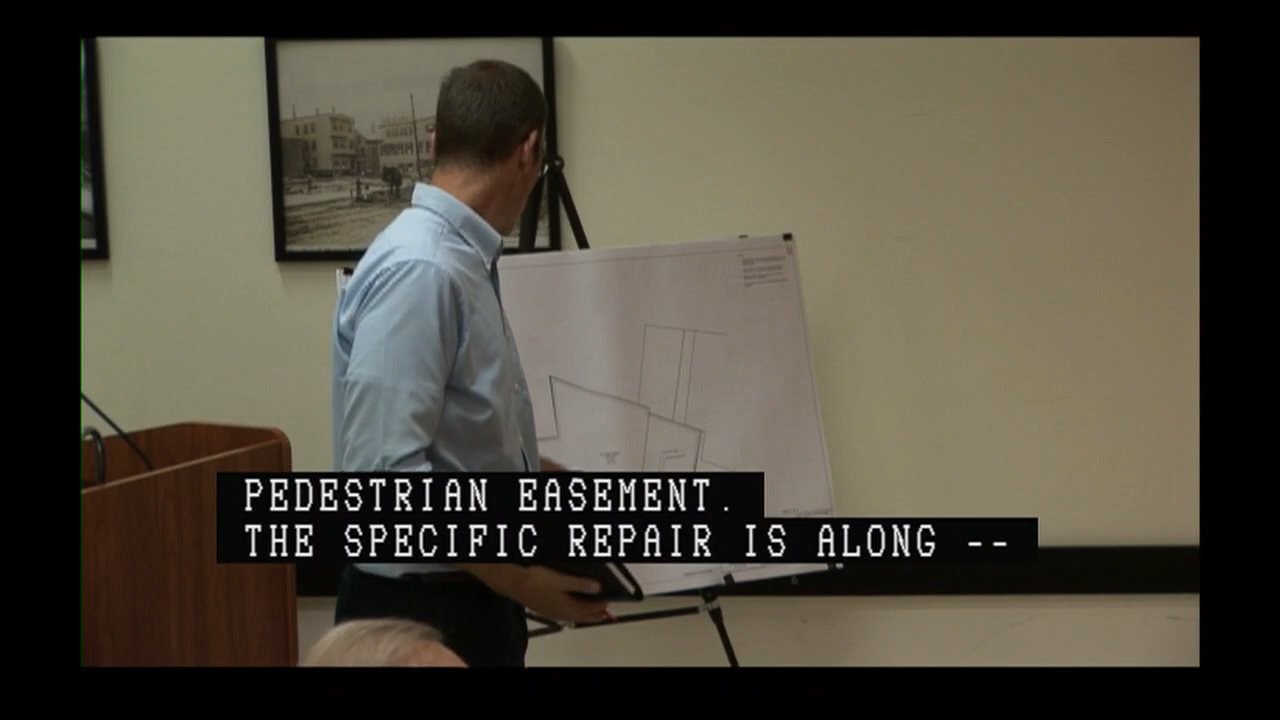 PEDESTRIAN EASEMENT.
THE SPECIFIC REPAIR IS ALONG --